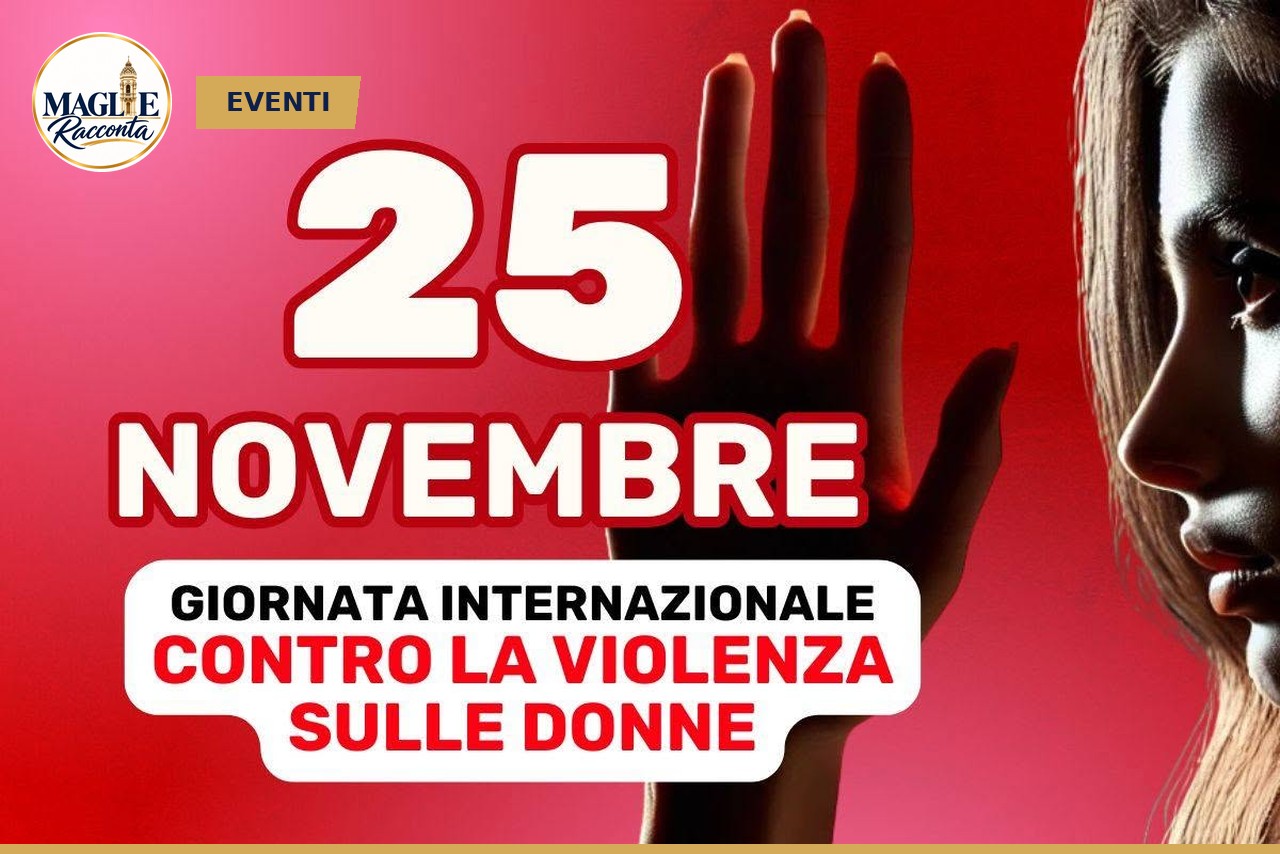 MAGLIE
Racconta
EVENTI
25
NOVEMBRE
GIORNATA INTERNAZIONALE
CONTRO LA VIOLENZA
SULLE DONNE